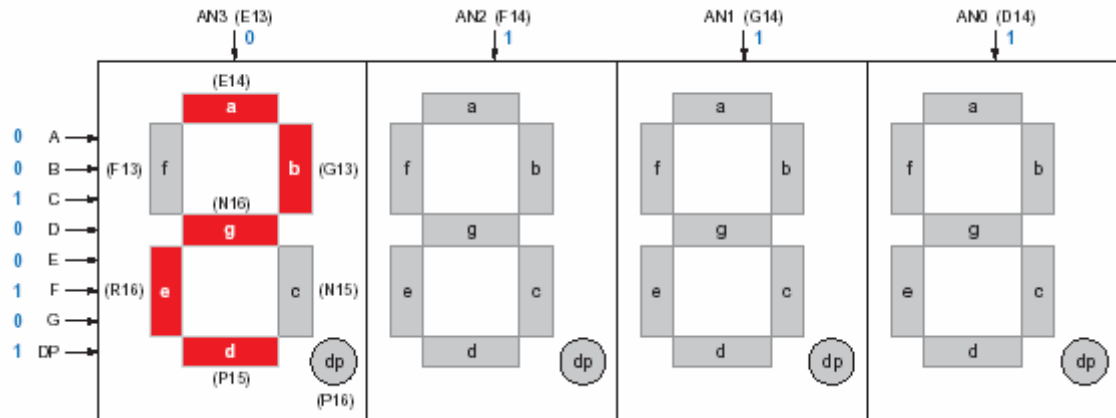 AN3 (E13) AN2 (F14) AN1 (G14) AN0 (D14)
0 1 1 1
(E14)
a a a a
0 A
0 B (F13) f b (G13) f b f b f b
1 C
(N16)
0 D g g g g
0 E
1 F (R16) e c (N15) e c e c e c
0 G
1 DP d dp d dp d dp d dp
(P15)
(P16)